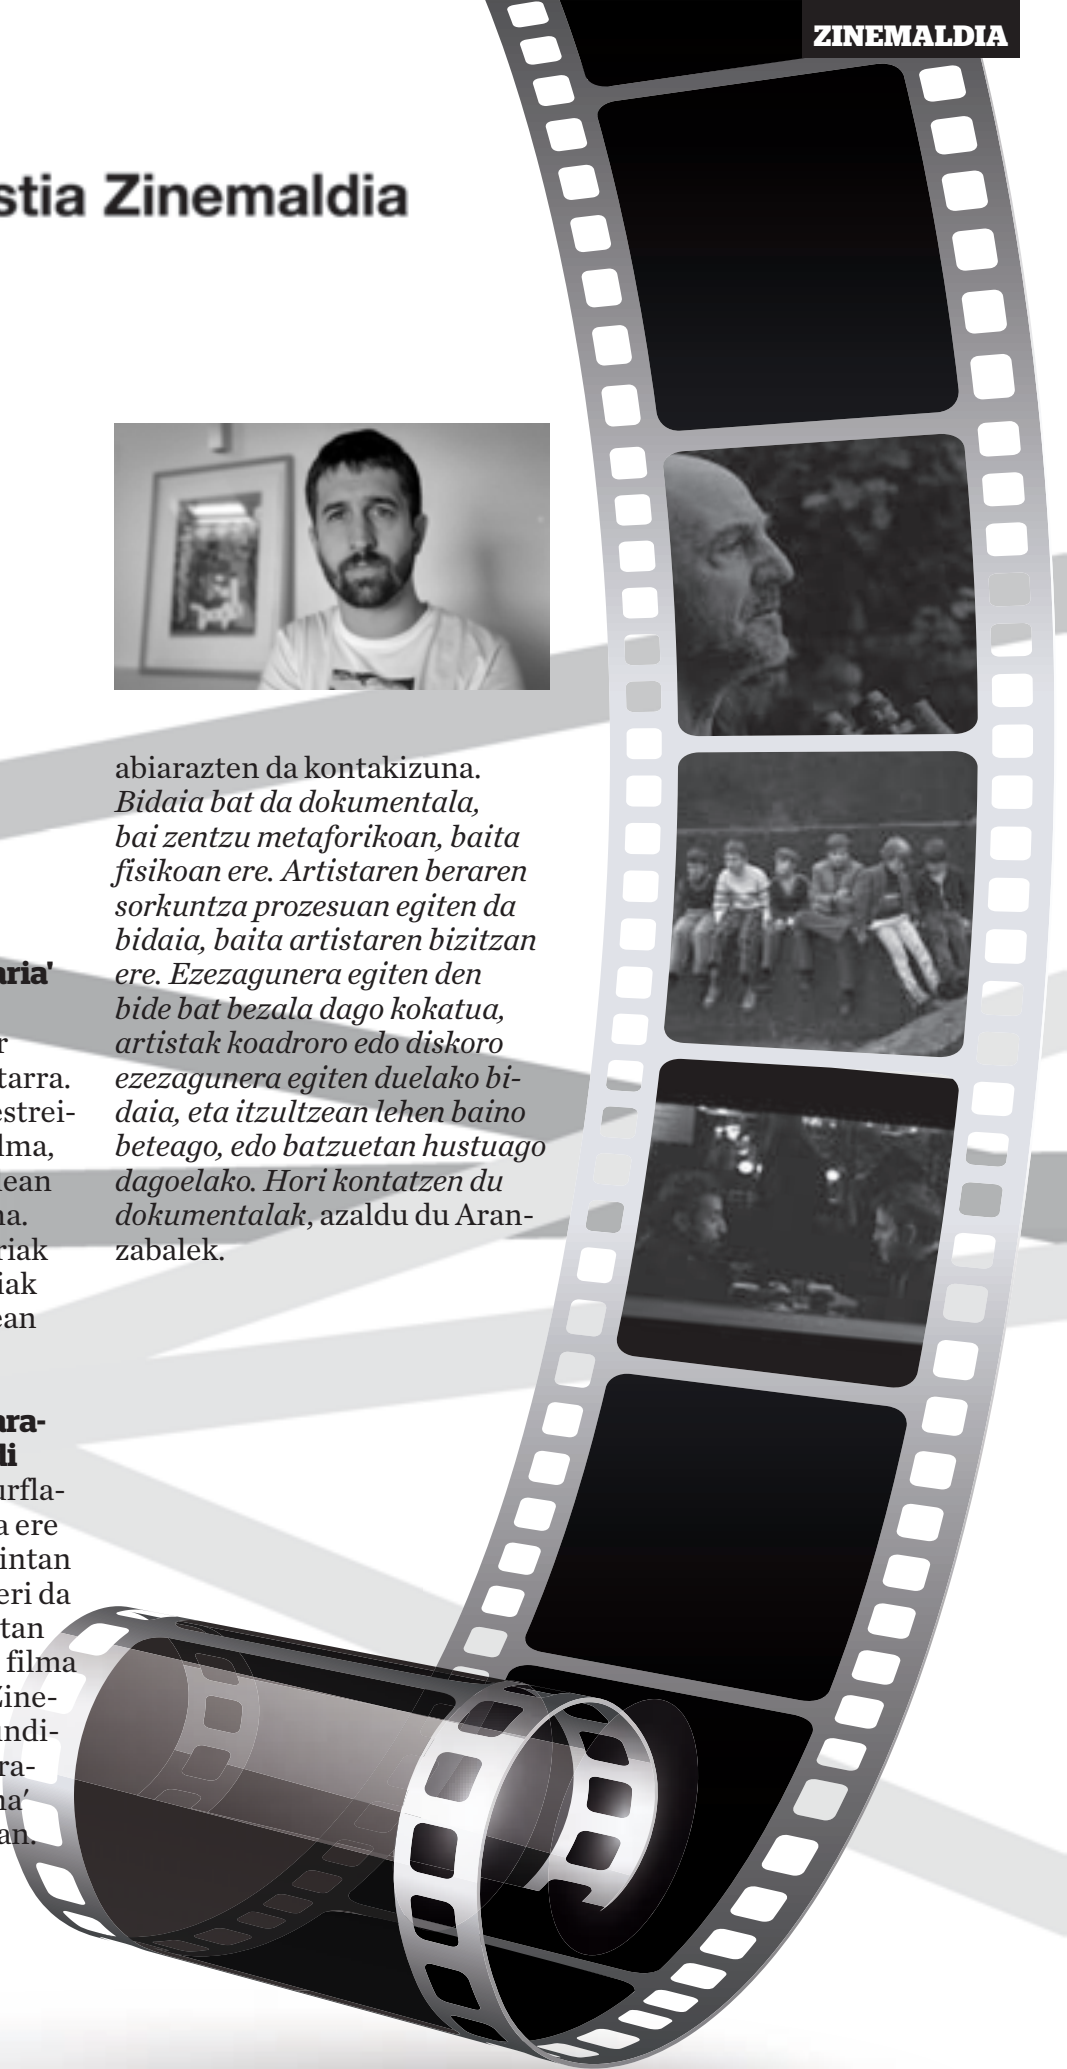 ZINEMALDIA
stia Zinemaldia
aria'
r
tarra.
estrei-
lma,
lean
na.
riak
iak
ean
ara-
di
urfla-
a ere
intan
eri da
tan
filma
Zine-
undi-
ra-
na'
an.
abiarazten da kontakizuna.
Bidaia bat da dokumentala,
bai zentzu metaforikoan, baita
fisikoan ere. Artistaren beraren
sorkuntza prozesuan egiten da
bidaia, baita artistaren bizitzan
ere. Ezezagunera egiten den
bide bat bezala dago kokatua,
artistak koadroro edo diskoro
ezezagunera egiten duelako bi-
daia, eta itzultzean lehen baino
beteago, edo batzuetan hustuago
dagoelako. Hori kontatzen du
dokumentalak, azaldu du Aran-
zabalek.